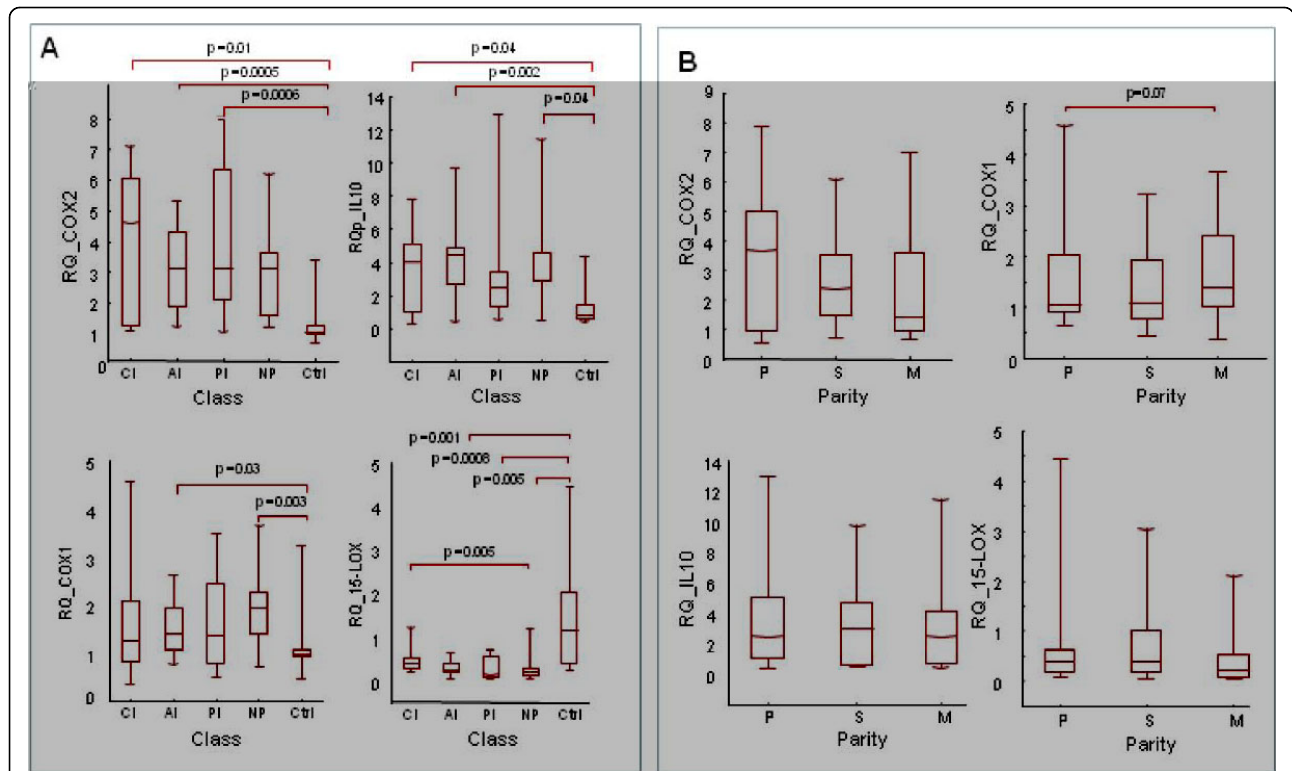 A
p=0.01
p=0.0005
p=0.0006
RQ_COX2
8
7
6
5
4
3
2
1
0
CI AI PI NP Ctrl
Class
p=0.04
p=0.002
p=0.04
RQp_IL10
14
12
10
8
6
4
2
0
CI AI PI NP Ctrl
Class
p=0.03
p=0.003
RQ_COX1
5
4
3
2
1
0
CI AI PI NP Ctrl
Class
p=0.001
p=0.005
p=0.005
RQ_15-LOX
5
4
3
2
1
0
CI AI PI NP Ctrl
Class
B
RQ_COX2
9
8
7
6
5
4
3
2
1
0
P S M
Parity
p=0.07
RQ_COX1
5
4
3
2
1
0
P S M
Parity
RQ_IL10
14
12
10
8
6
4
2
0
P S M
Parity
RQ_15-LOX
5
4
3
2
1
0
P S M
Parity